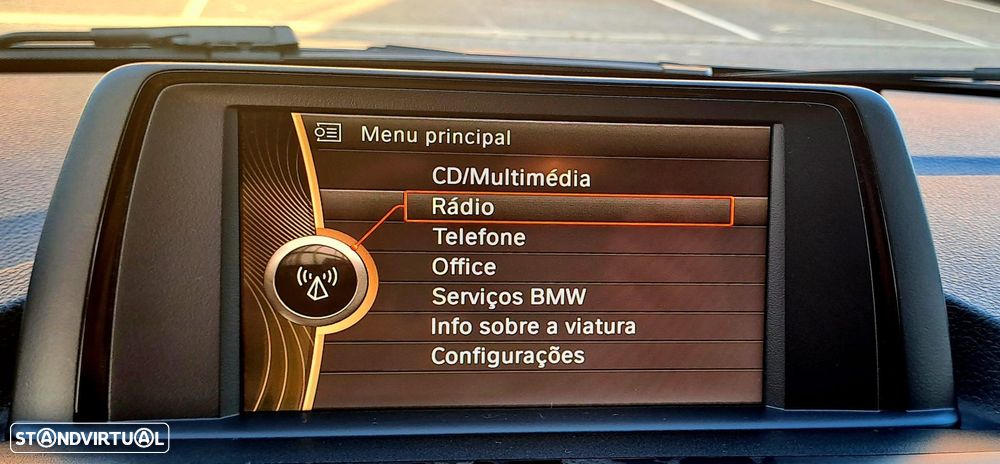 Menu principal
CD/Multimédia
Rádio
Telefone
Office
Serviços BMW
Info sobre a viatura
Configurações
STANDVIRTUAL